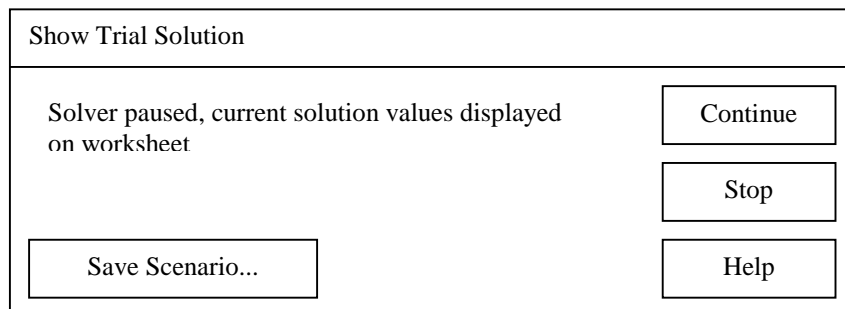 Show Trial Solution
Solver paused, current solution values displayed
on worksheet
Continue
Stop
Save Scenario...
Help